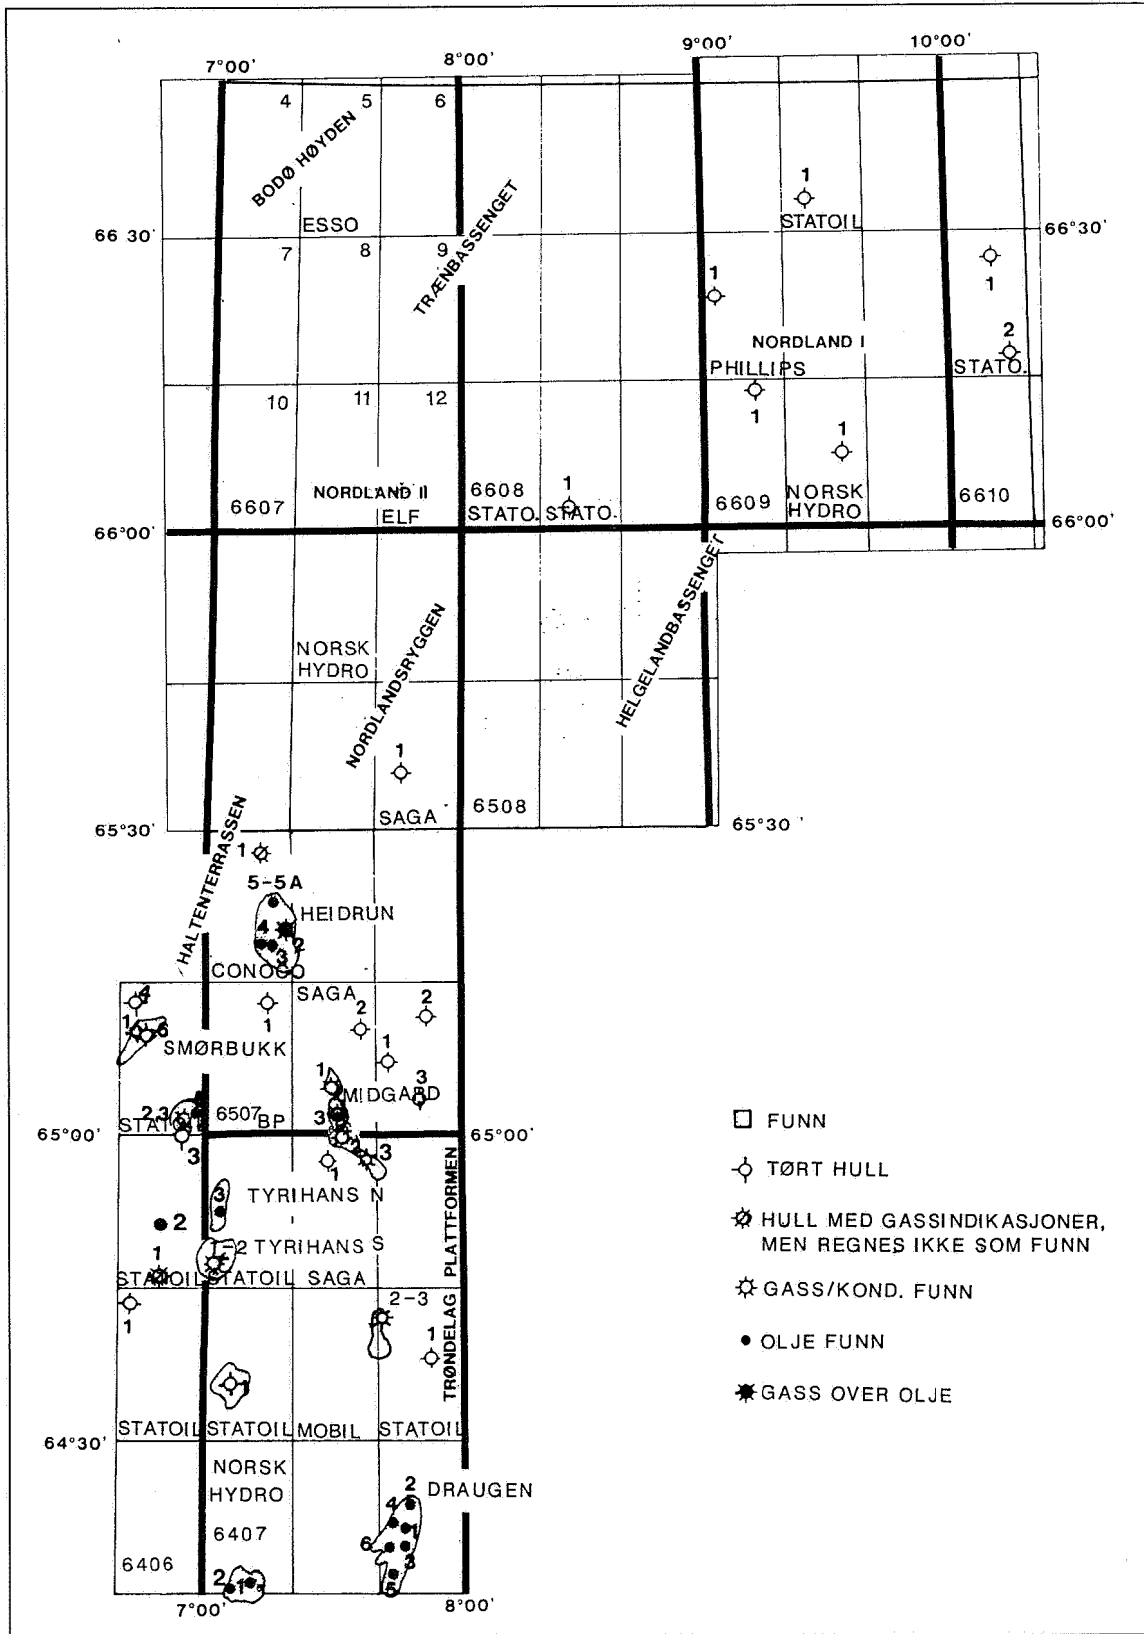 7°00'
8°00'
9°00'
10°00'
4
5
6
BODØ HØYDEN
TRÆNBASSENGET
1
STATOIL
ESSO
66 30'
66°30'
7
8
9
1
1
NORDLAND I
2
PHILLIPS
STATO.
10
11
12
1
1
NORDLAND II
6608
1
6607
ELF
STATO.
STATO.
6609
NORSK
HYDRO
6610
66°00'
66°00'
HELGELANDBASSENGET
NORDLANDSRYGGEN
NORSK
HYDRO
1
6508
SAGA
65°30'
65°30'
HALTENTERRASSEN
1
5-5A
HEIDRUN
4
2
3
CONOCO
SAGA
4
1
2
2
1
6
SMØRBUKK
1
1
3
MIDGARD
2,3
6507
3
STATOIL
BP
65°00'
65°00'
3
1
3
TYRIHANS N
3
2
1-2
TYRIHANS S
1
STATOIL
STATOIL
SAGA
TRØNDELAG PLATTFORMEN
1
2-3
1
1
STATOIL
STATOIL
MOBIL
STATOIL
64°30'
NORSK
HYDRO
2
DRAUGEN
4
1
6
3
5
6407
6406
2
1
7°00'
8°00'
FUNN
TØRT HULL
HULL MED GASSINDIKASJONER,
MEN REGNES IKKE SOM FUNN
GASS/KOND. FUNN
OLJE FUNN
GASS OVER OLJE